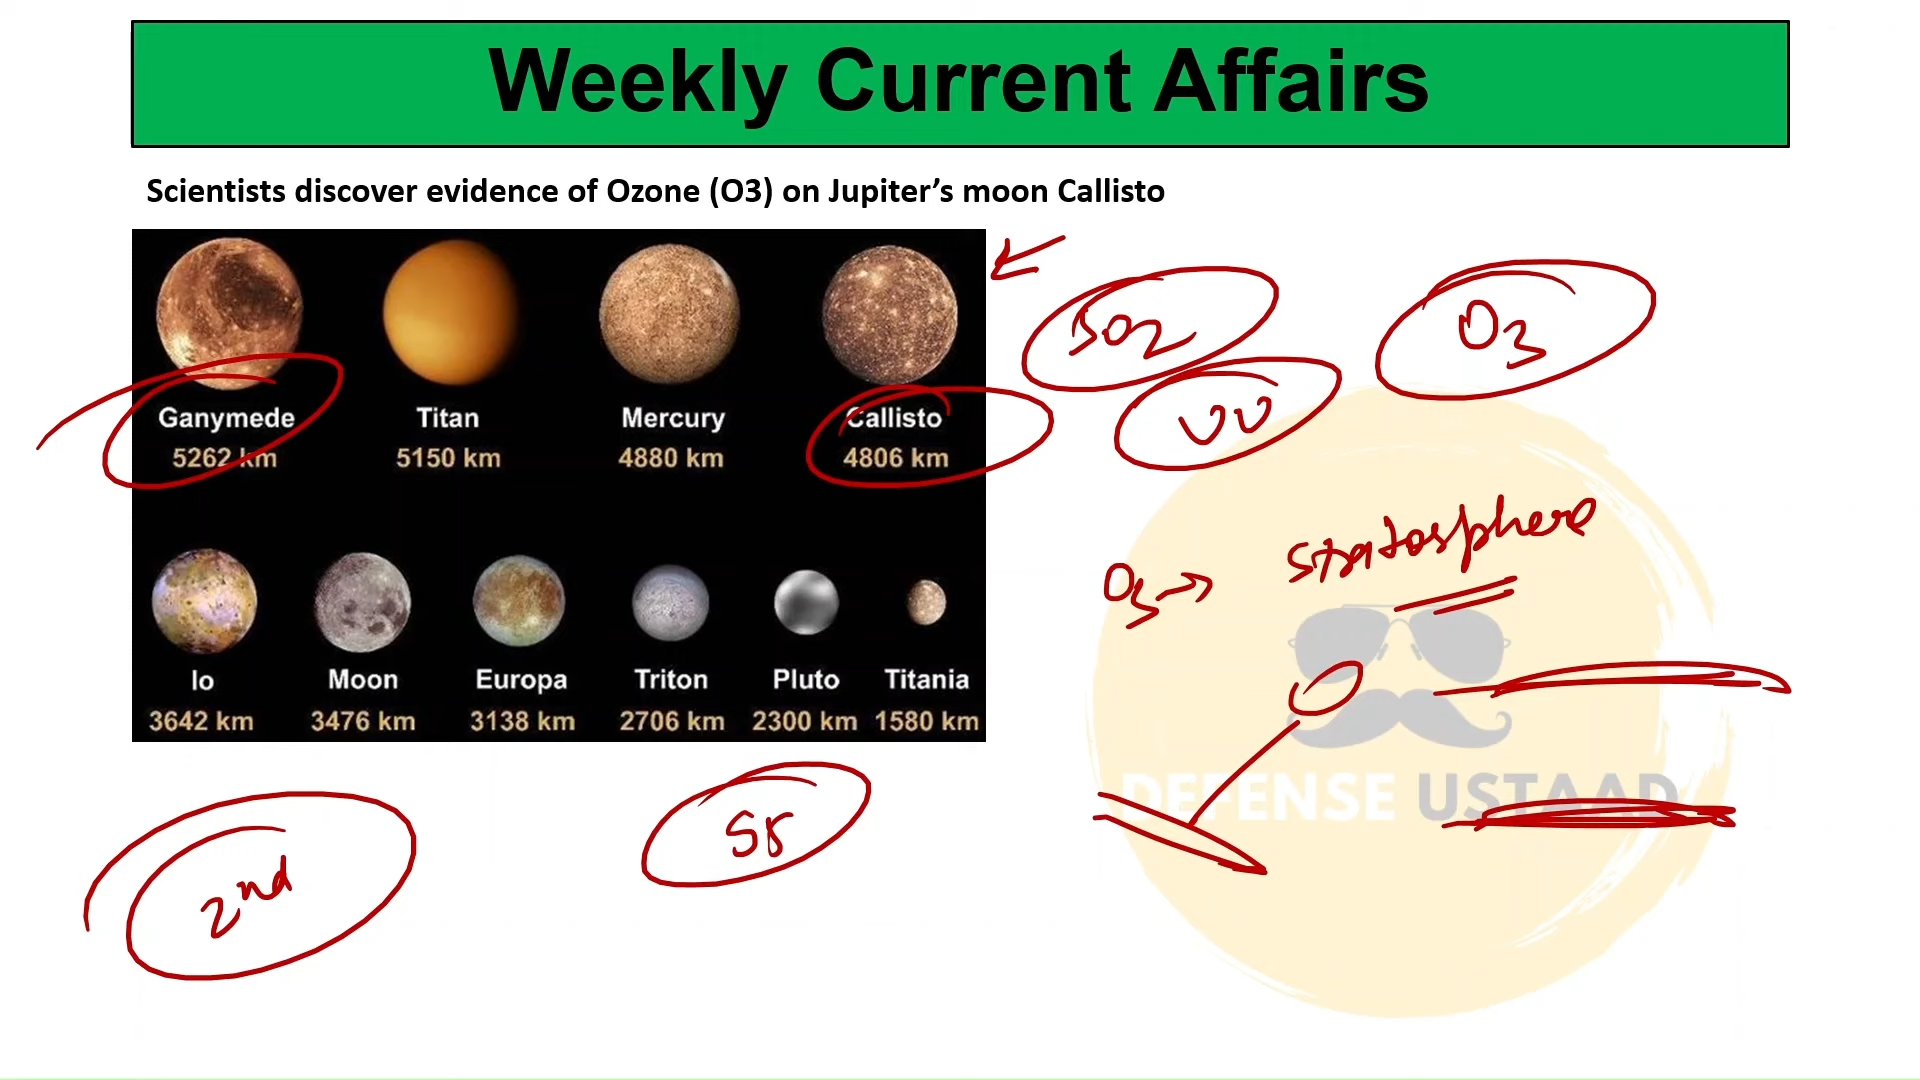 Weekly Current Affairs
Scientists discover evidence of Ozone (O3) on Jupiter’s moon Callisto
Ganymede Titan Mercury Callisto
5262 km 5150 km 4880 km 4806 km
Io Moon Europa Triton Pluto Titania
3642 km 3476 km 3138 km 2706 km 2300 km 1580 km
SO2 O3
UV
O3 → Stratosphere
DEFENSE USTAAD
2nd